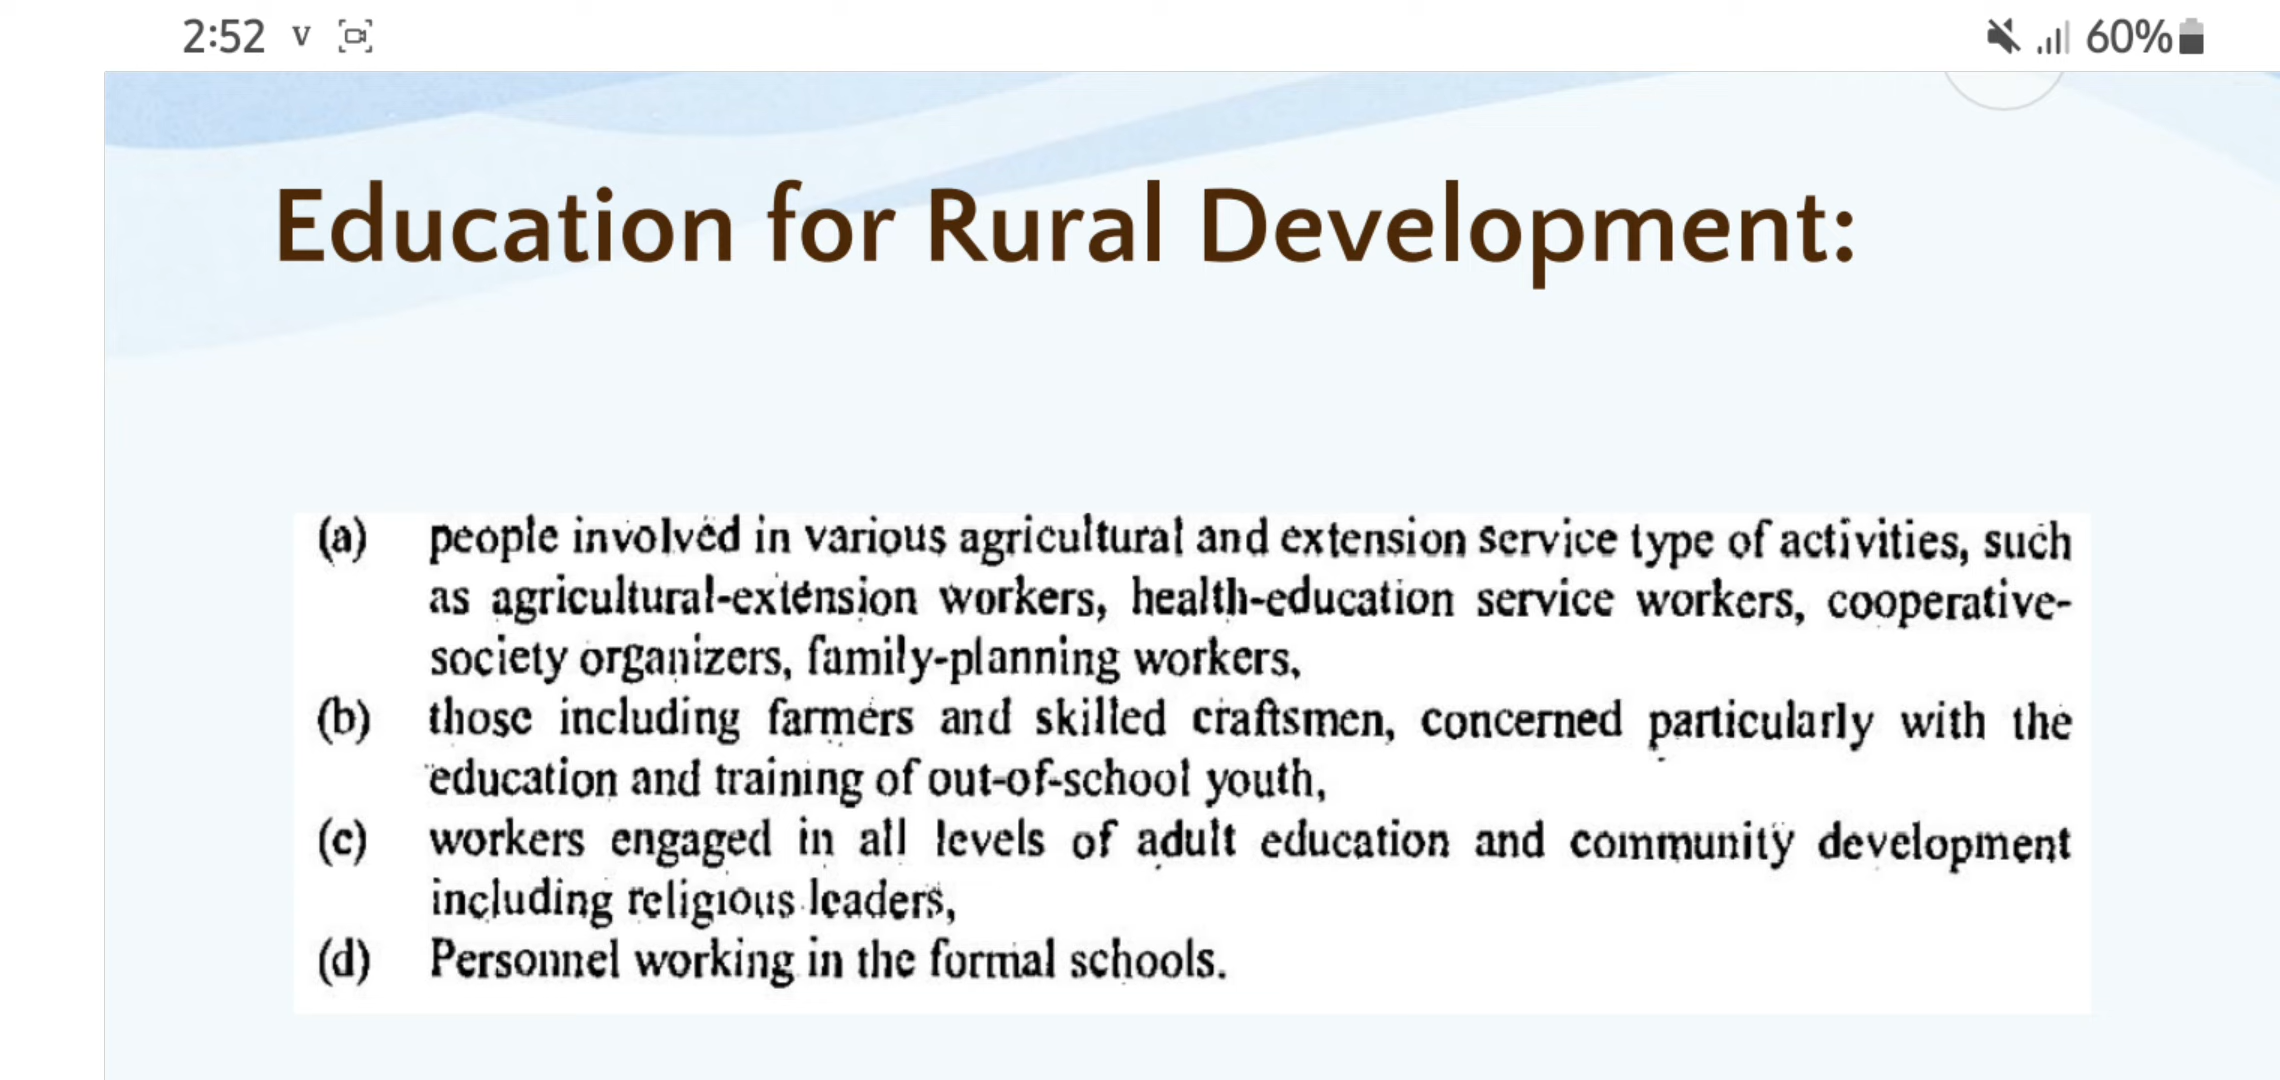 2:52 v
60%
Education for Rural Development:
(a) people involved in various agricultural and extension service type of activities, such
as agricultural-extension workers, health-education service workers, cooperative-
society organizers, family-planning workers,
(b) those including farmers and skilled craftsmen, concerned particularly with the
education and training of out-of-school youth,
(c) workers engaged in all levels of adult education and community development
including religious leaders,
(d) Personnel working in the formal schools.